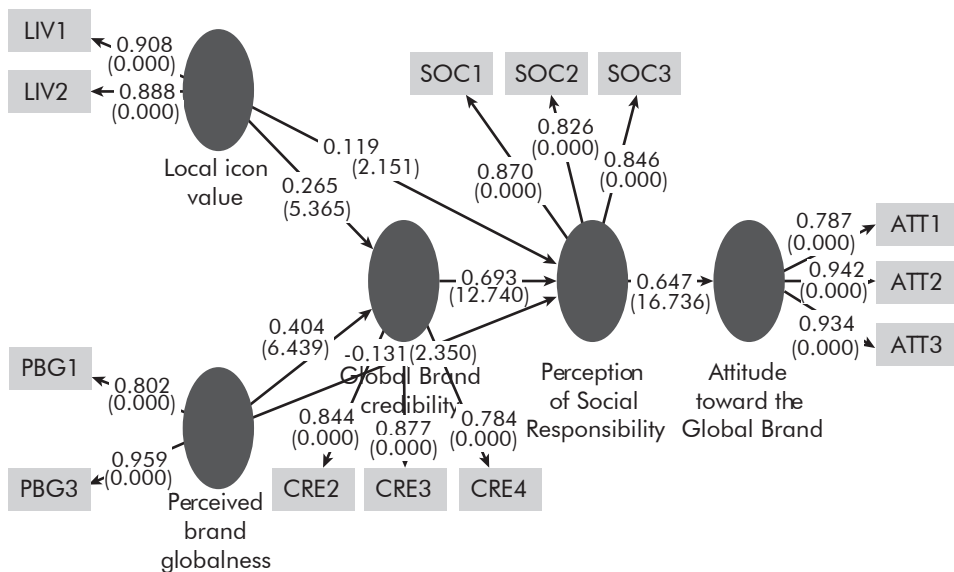 LIV1
0.908
(0.000)
LIV2
0.888
(0.000)
Local icon
value
0.119
(2.151)
0.265
(5.365)
SOC1
SOC2
SOC3
0.870
(0.000)
0.826
(0.000)
0.846
(0.000)
0.693
(12.740)
0.647
(16.736)
0.787
(0.000)
ATT1
0.942
(0.000)
ATT2
0.934
(0.000)
ATT3
0.404
(6.439)
-0.131(2.350)
Global Brand
credibility
Perception
of Social
Responsibility
Attitude
toward the
Global Brand
PBG1
0.802
(0.000)
0.959
(0.000)
PBG3
0.844
(0.000)
0.877
(0.000)
0.784
(0.000)
CRE2
CRE3
CRE4
Perceived
brand
globalness